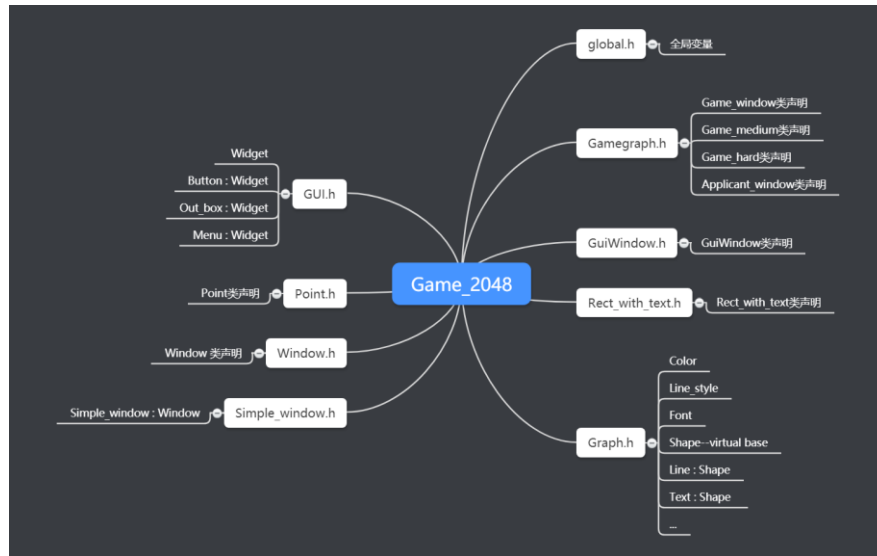 Game_2048
global.h
全局变量
Gamegraph.h
Game_window类声明
Game_medium类声明
Game_hard类声明
Applicant_window类声明
GuiWindow.h
GuiWindow类声明
Rect_with_text.h
Rect_with_text类声明
Graph.h
Color
Line_style
Font
Shape--virtual base
Line : Shape
Text : Shape
...
GUI.h
Widget
Button : Widget
Out_box : Widget
Menu : Widget
Point.h
Point类声明
Window.h
Window 类声明
Simple_window.h
Simple_window : Window